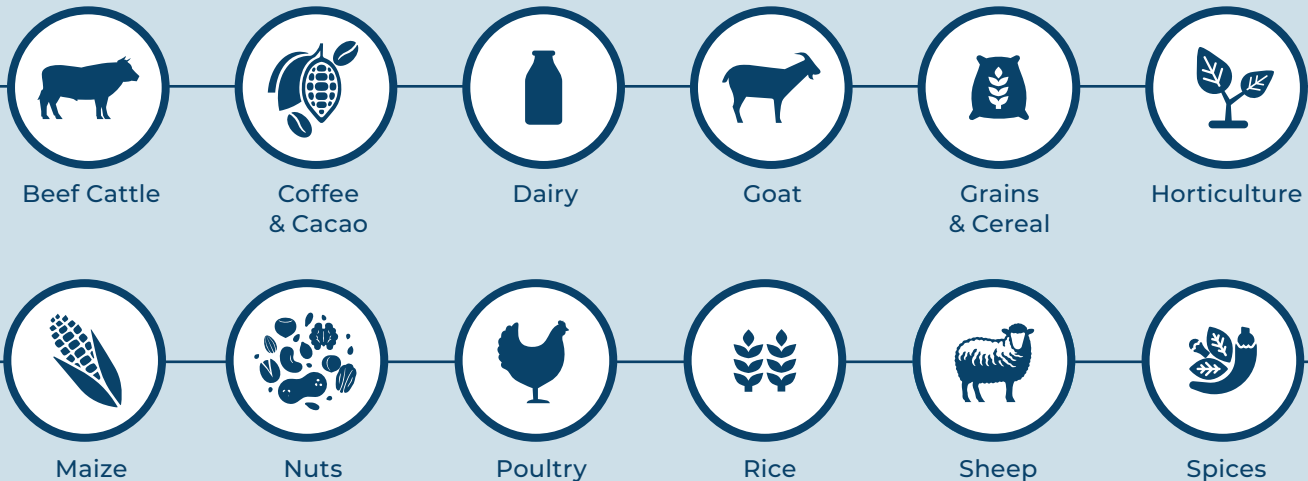 Beef Cattle
Coffee
& Cacao
Dairy
Goat
Grains
& Cereal
Horticulture
Maize
Nuts
Poultry
Rice
Sheep
Spices